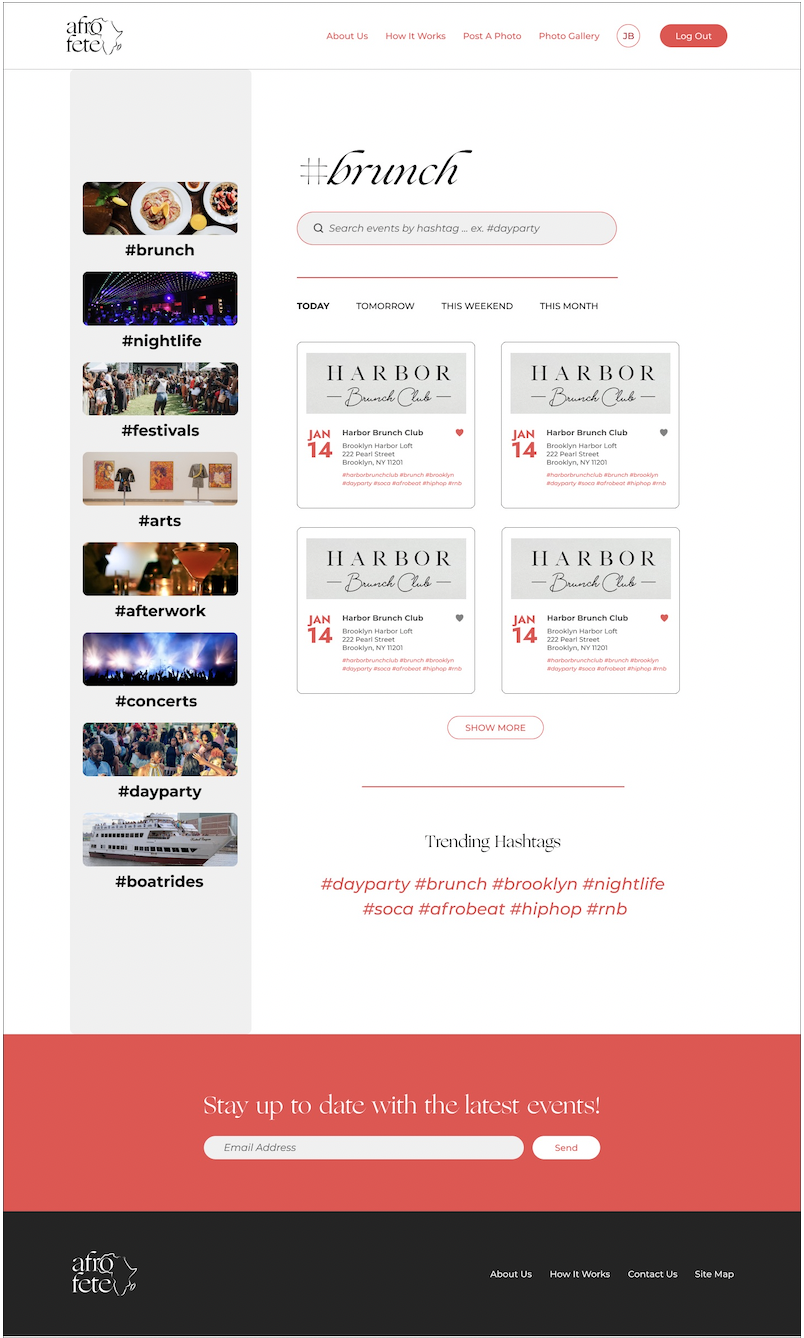 afro
fete
About Us
How It Works
Post A Photo
Photo Gallery
JB
Log Out
#brunch
#nightlife
#festivals
#arts
#afterwork
#concerts
#dayparty
#boatrides
#brunch
Search events by hashtag ... ex. #dayparty
TODAY
TOMORROW
THIS WEEKEND
THIS MONTH
HARBOR
— Brunch Club —
JAN
14
Harbor Brunch Club
Brooklyn Harbor Loft
222 Pearl Street
Brooklyn, NY 11201
#harborbrunchclub #brunch #brooklyn
#dayparty #soca #afrobeat #hiphop #rnb
HARBOR
— Brunch Club —
JAN
14
Harbor Brunch Club
Brooklyn Harbor Loft
222 Pearl Street
Brooklyn, NY 11201
#harborbrunchclub #brunch #brooklyn
#dayparty #soca #afrobeat #hiphop #rnb
HARBOR
— Brunch Club —
JAN
14
Harbor Brunch Club
Brooklyn Harbor Loft
222 Pearl Street
Brooklyn, NY 11201
#harborbrunchclub #brunch #brooklyn
#dayparty #soca #afrobeat #hiphop #rnb
HARBOR
— Brunch Club —
JAN
14
Harbor Brunch Club
Brooklyn Harbor Loft
222 Pearl Street
Brooklyn, NY 11201
#harborbrunchclub #brunch #brooklyn
#dayparty #soca #afrobeat #hiphop #rnb
SHOW MORE
Trending Hashtags
#dayparty #brunch #brooklyn #nightlife
#soca #afrobeat #hiphop #rnb
Stay up to date with the latest events!
Email Address
Send
afro
fete
About Us
How It Works
Contact Us
Site Map